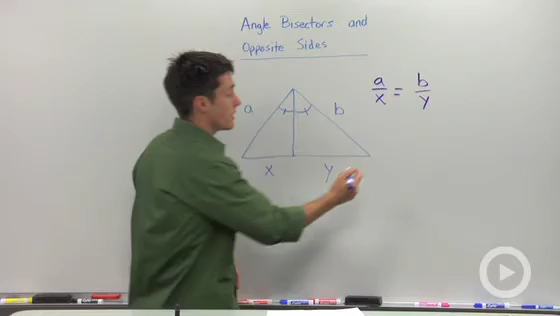 Angle Bisectors and
Opposite Sides
a b
x y
a/x = b/y